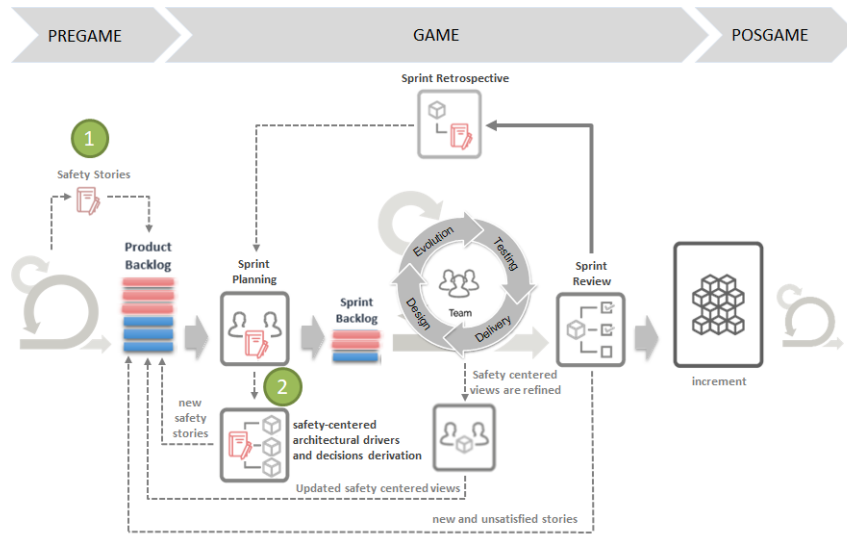 PREGAME
GAME
POSGAME
Sprint Retrospective
1
Safety Stories
Product
Backlog
Sprint
Planning
Sprint
Backlog
Evolution
Testing
Team
Design
Delivery
Sprint
Review
increment
Safety centered
views are refined
2
new
safety
stories
safety-centered
architectural drivers
and decisions derivation
Updated safety centered views
new and unsatisfied stories